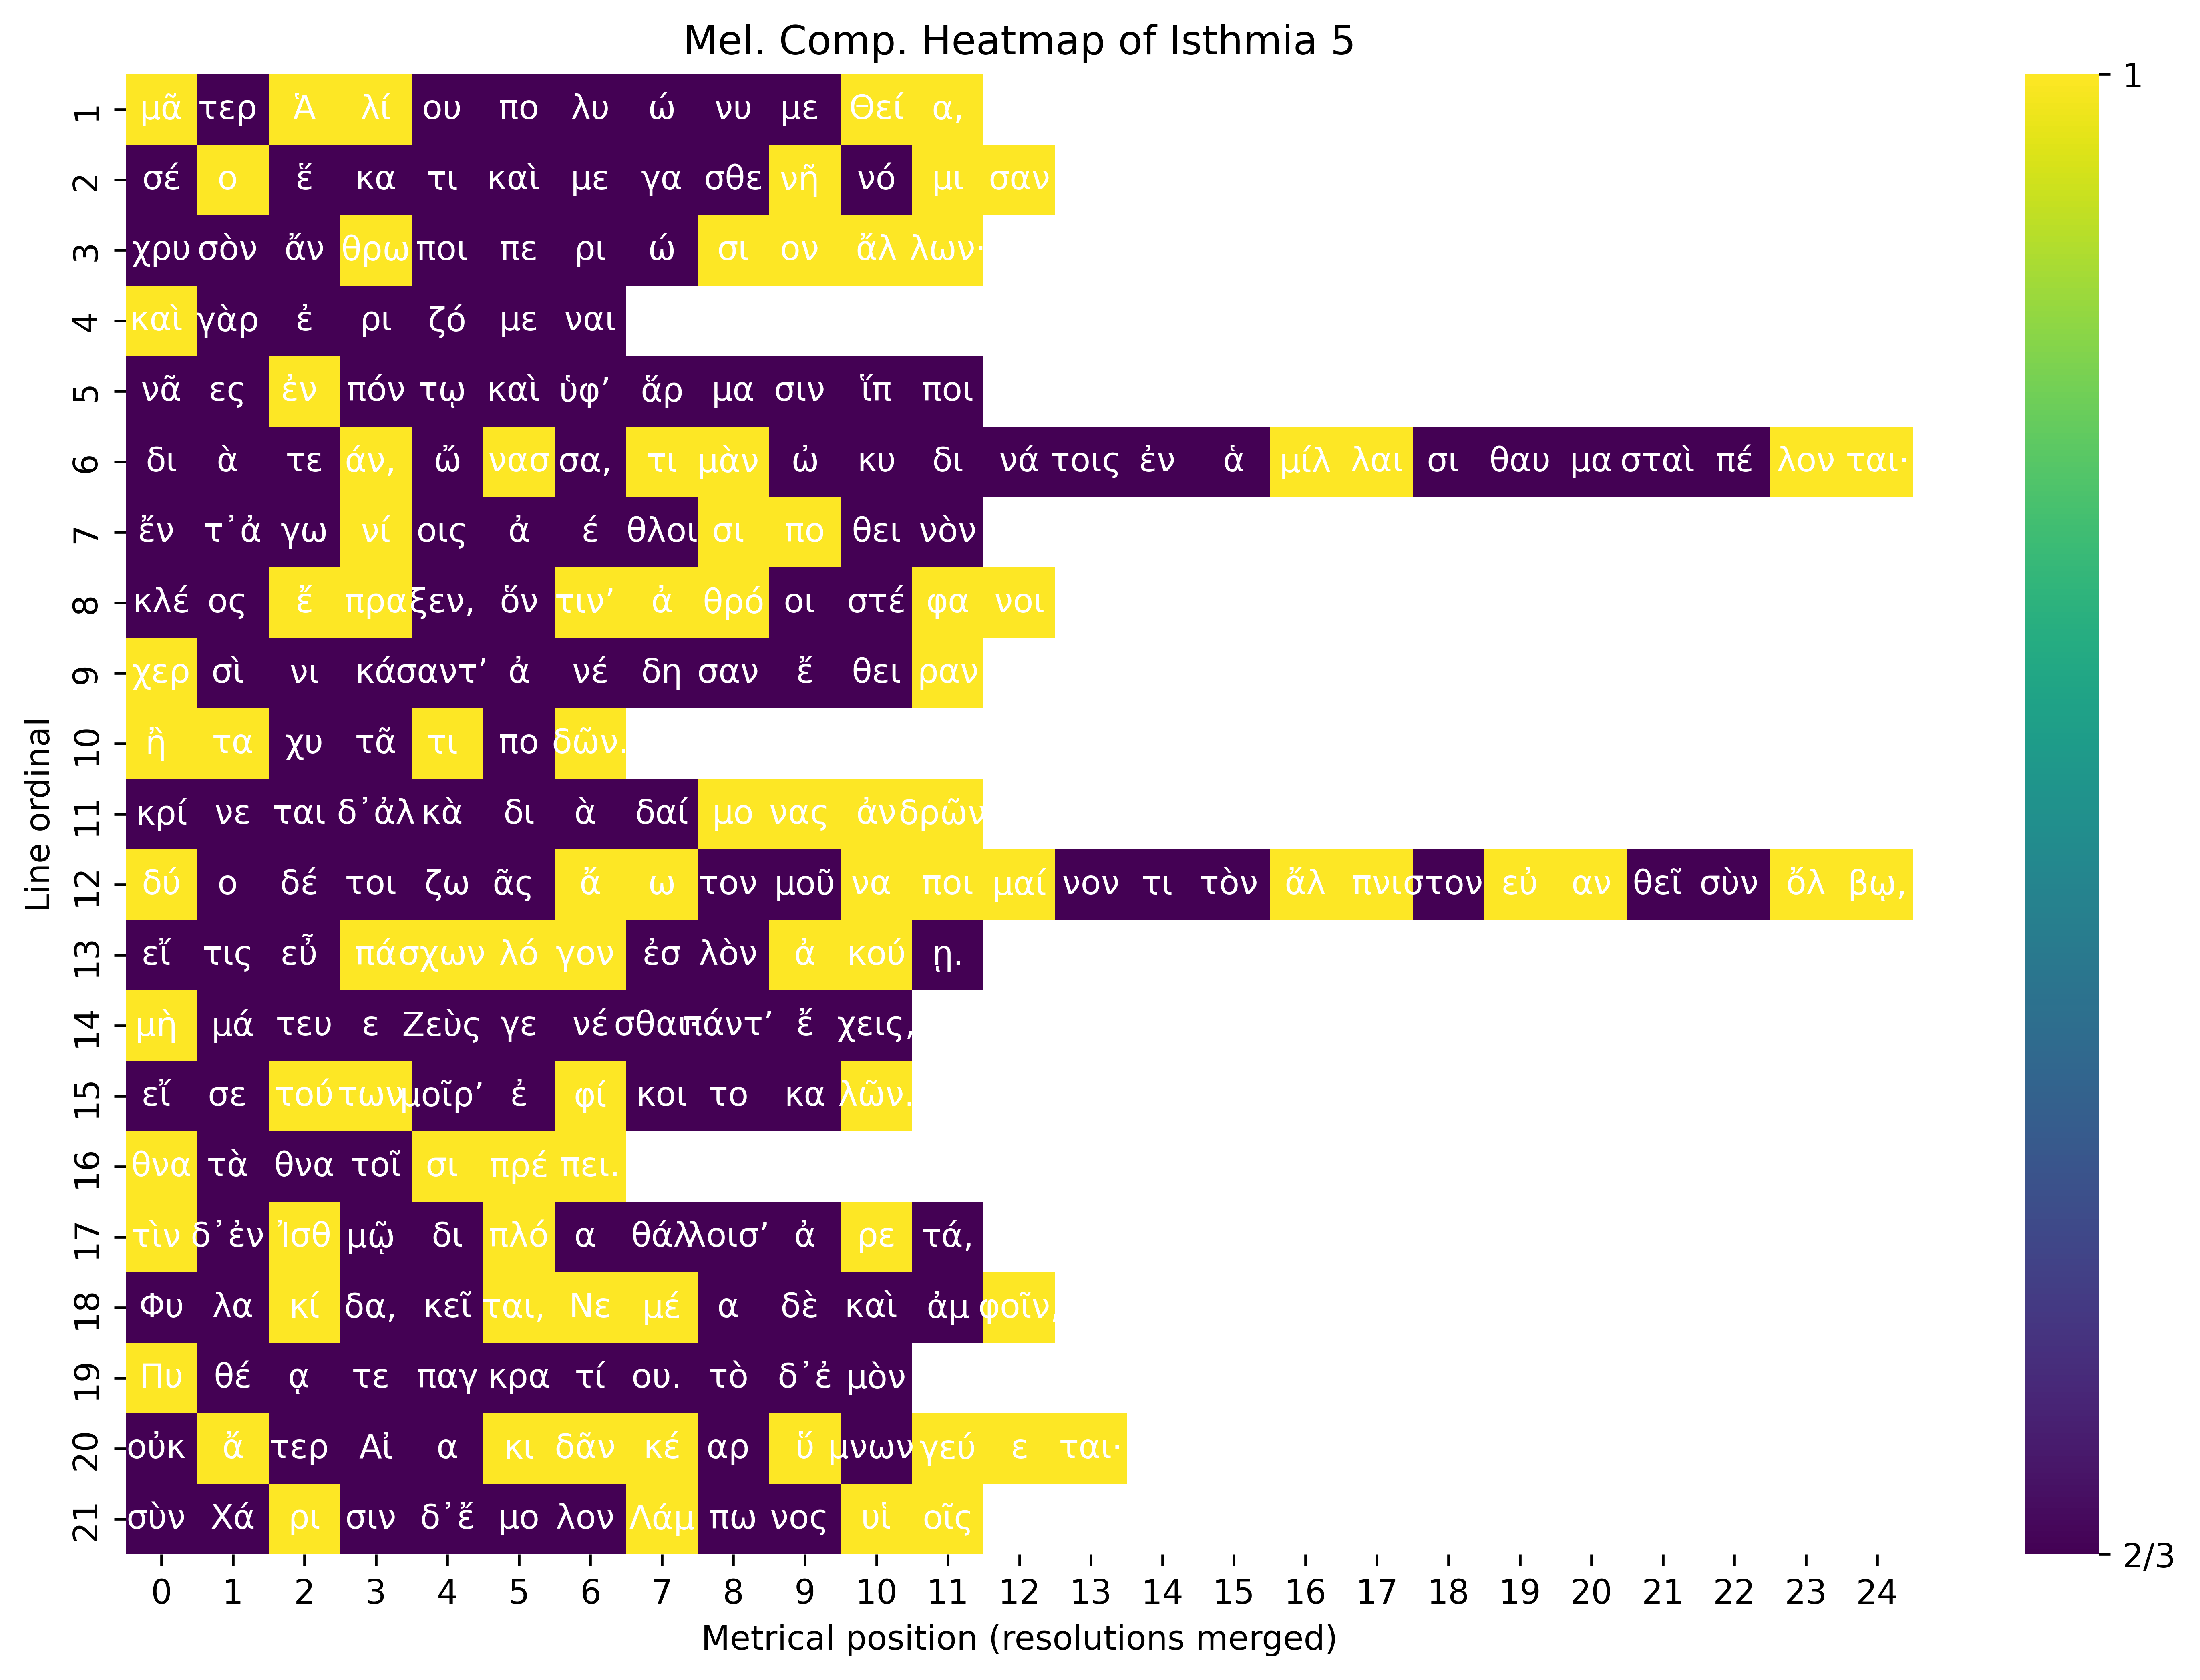 Mel. Comp. Heatmap of Isthmia 5
1 μᾶ τερ Ἁ λί ου πο λυ ώ νυ με Θεί α,
2 σέ ο ἕ κα τι καὶ με γα σθε νῆ νό μι σαν
3 χρυ σὸν ἄν θρω ποι πε ρι ώ σι ον ἄλ λων·
4 καὶ γὰρ ἐ ρι ζό με ναι
5 νᾶ ες ἐν πόν τῳ καὶ ὑφ’ ἅρ μα σιν ἵπ ποι
6 δι ὰ τε άν, ὤ νασ σα, τι μὰν ὠ κυ δι νά τοις ἐν ἁ μίλ λαι σι θαυ μα σταὶ πέ λον ται·
7 ἔν τ᾽ἀ γω νί οις ἀ έ θλοι σι πο θει νὸν
8 κλέ ος ἔ πρα ξεν, ὅν τιν’ ἀ θρό οι στέ φα νοι
9 χερ σὶ νι κά σαντ’ ἀ νέ δη σαν ἔ θει ραν
10 ἢ τα χυ τᾶ τι πο δῶν.
11 κρί νε ται δ᾽ἀλ κὰ δι ὰ δαί μο νας ἀν δρῶν
12 δύ ο δέ τοι ζω ᾶς ἄ ω τον μοῦ να ποι μαί νον τι τὸν ἄλ πνι στον εὐ αν θεῖ σὺν ὄλ βῳ,
13 εἴ τις εὖ πά σχων λό γον ἐσ λὸν ἀ κού ῃ.
14 μὴ μά τευ ε Ζεὺς γε νέ σθαι· πάντ’ ἔ χεις,
15 εἴ σε τού των μοῖρ’ ἐ φί κοι το κα λῶν.
16 θνα τὰ θνα τοῖ σι πρέ πει.
17 τὶν δ᾽ἐν Ἰσθ μῷ δι πλό α θάλ λοισ’ ἀ ρε τά,
18 Φυ λα κί δα, κεῖ ται, Νε μέ α δὲ καὶ ἀμ φοῖν,
19 Πυ θέ ᾳ τε παγ κρα τί ου. τὸ δ᾽ἐ μὸν
20 οὐκ ἄ τερ Αἰ α κι δᾶν κέ αρ ὕ μνων γεύ ε ται·
21 σὺν Χά ρι σιν δ᾽ἔ μο λον Λάμ πω νος υἱ οῖς
0 1 2 3 4 5 6 7 8 9 10 11 12 13 14 15 16 17 18 19 20 21 22 23 24
Metrical position (resolutions merged)
Line ordinal
1
2/3